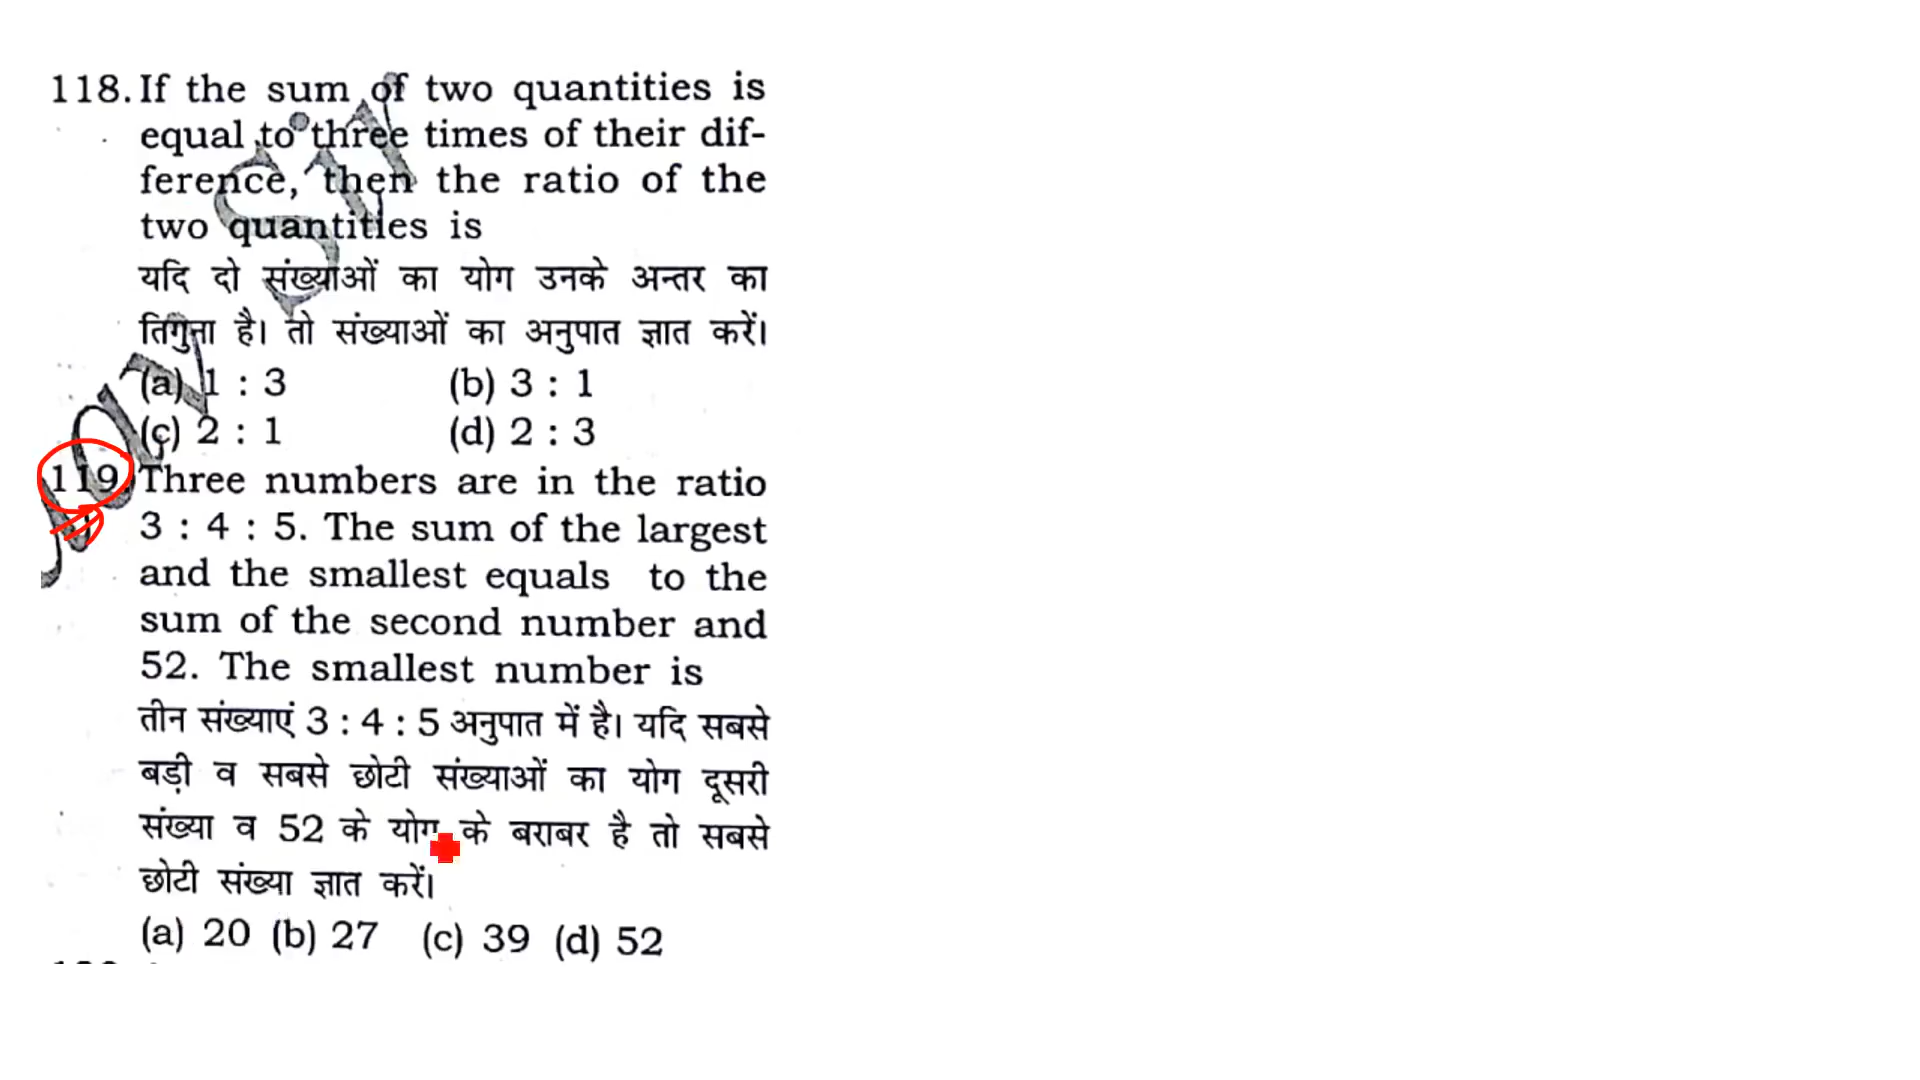 118. If the sum of two quantities is
equal to three times of their dif-
ference, then the ratio of the
two quantities is
यदि दो संख्याओं का योग उनके अन्तर का
तिगुना है। तो संख्याओं का अनुपात ज्ञात करें।
(a) 1 : 3 (b) 3 : 1
(c) 2 : 1 (d) 2 : 3
119. Three numbers are in the ratio
3 : 4 : 5. The sum of the largest
and the smallest equals to the
sum of the second number and
52. The smallest number is
तीन संख्याएं 3 : 4 : 5 अनुपात में है। यदि सबसे
बड़ी व सबसे छोटी संख्याओं का योग दूसरी
संख्या व 52 के योग के बराबर है तो सबसे
छोटी संख्या ज्ञात करें।
(a) 20 (b) 27 (c) 39 (d) 52